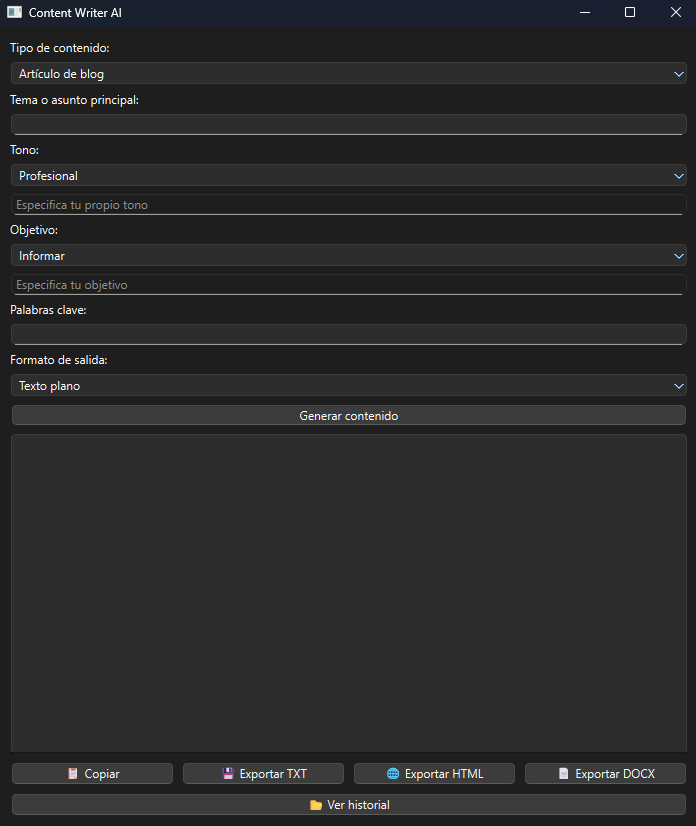 Content Writer AI
Tipo de contenido:
Artículo de blog
Tema o asunto principal:
Tono:
Profesional
Especifica tu propio tono
Objetivo:
Informar
Especifica tu objetivo
Palabras clave:
Formato de salida:
Texto plano
Generar contenido
Copiar Exportar TXT Exportar HTML Exportar DOCX
Ver historial